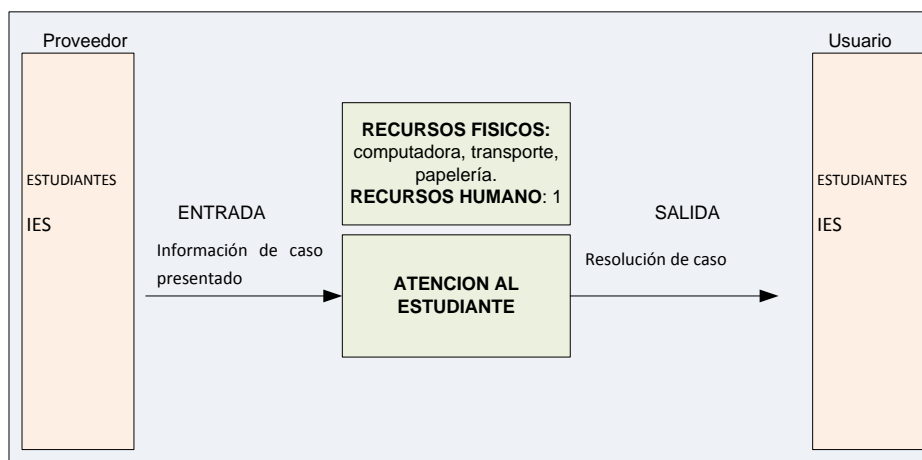 Proveedor
Usuario
ESTUDIANTES
IES
ENTRADA
Información de caso
presentado
RECURSOS FISICOS:
computadora, transporte,
papelería.
RECURSOS HUMANO: 1
ATENCION AL
ESTUDIANTE
SALIDA
Resolución de caso
ESTUDIANTES
IES